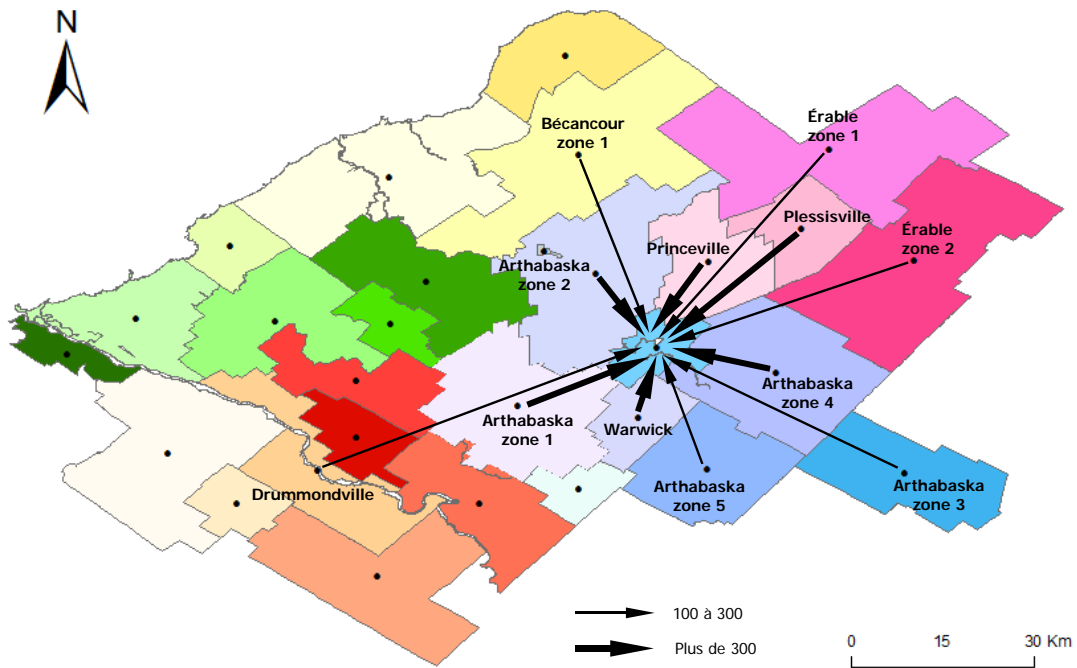 N
Bécancour
zone 1
Érable
zone 1
Plessisville
Érable
zone 2
Princeville
Arthabaska
zone 2
Arthabaska
zone 4
Arthabaska
zone 1
Warwick
Drummondville
Arthabaska
zone 5
Arthabaska
zone 3
100 à 300
Plus de 300
0 15 30 Km